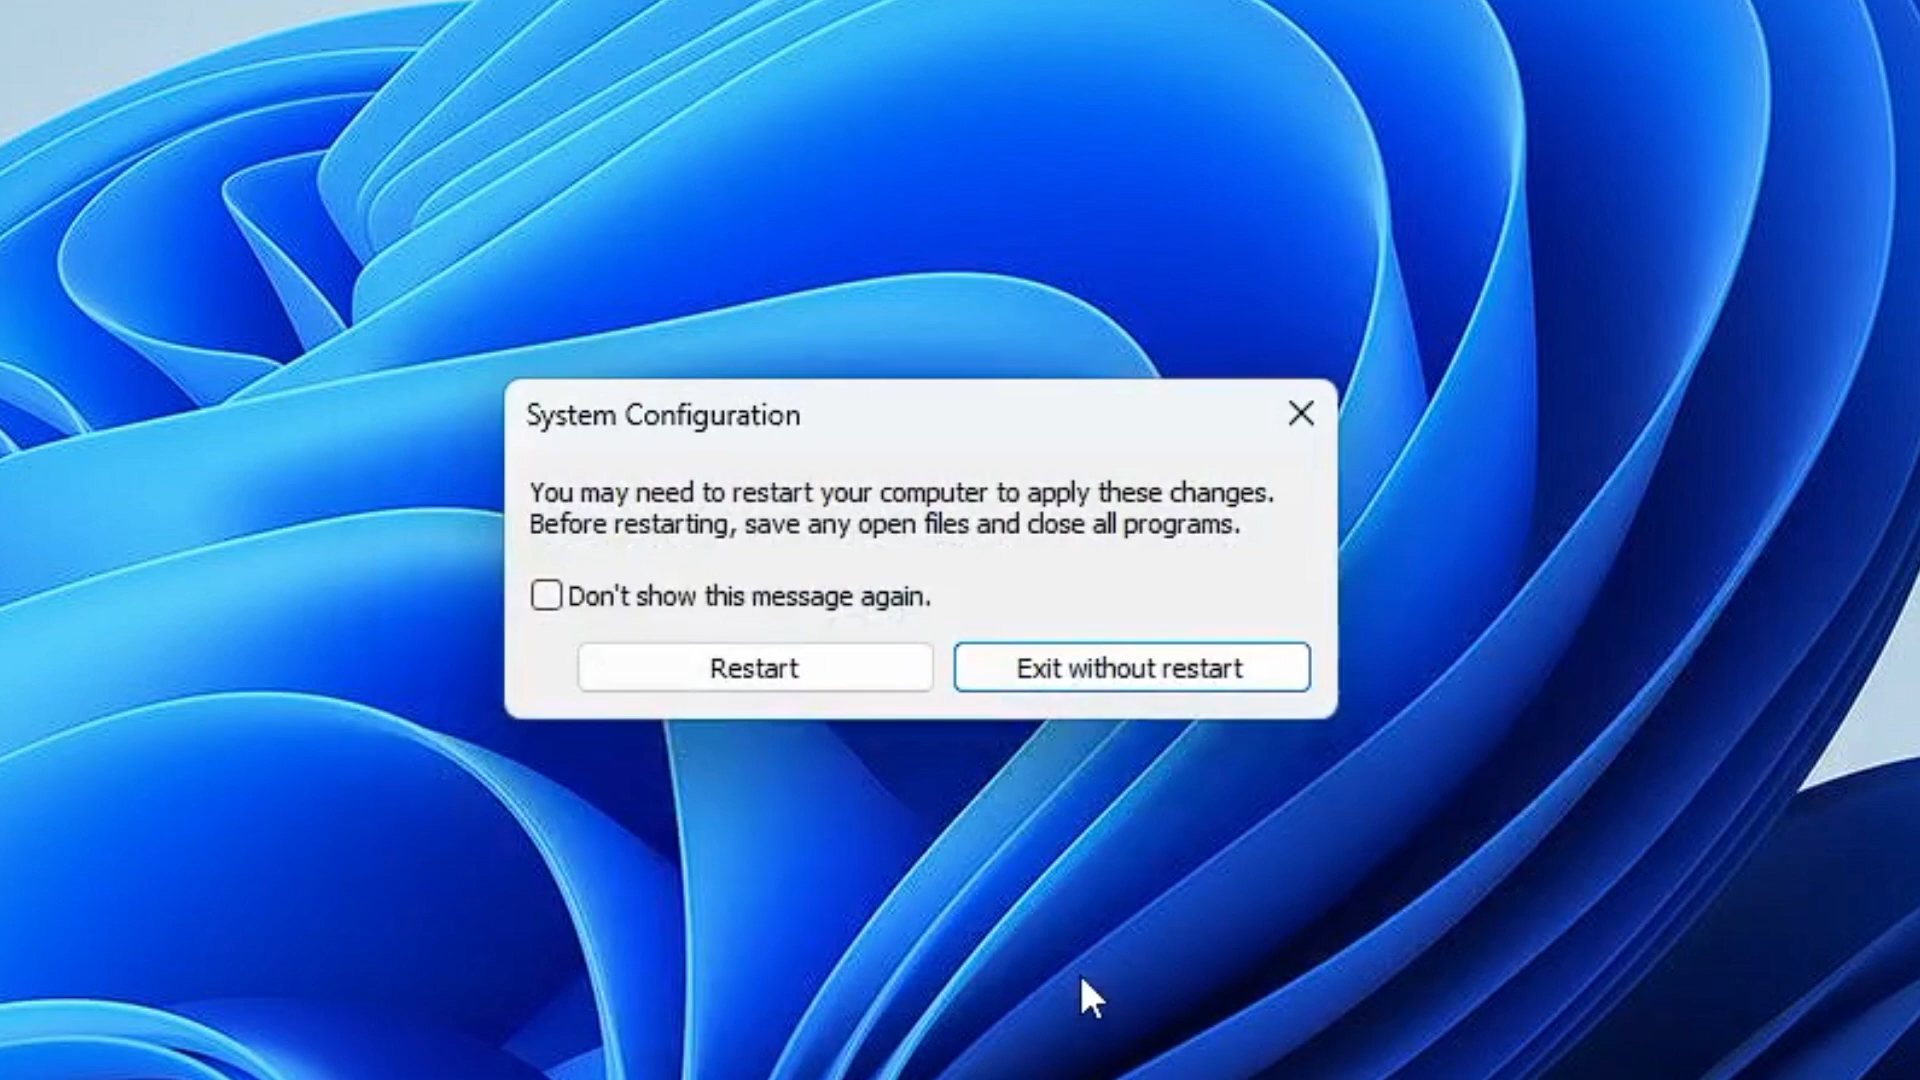 System Configuration
You may need to restart your computer to apply these changes.
Before restarting, save any open files and close all programs.
Don't show this message again.
Restart
Exit without restart